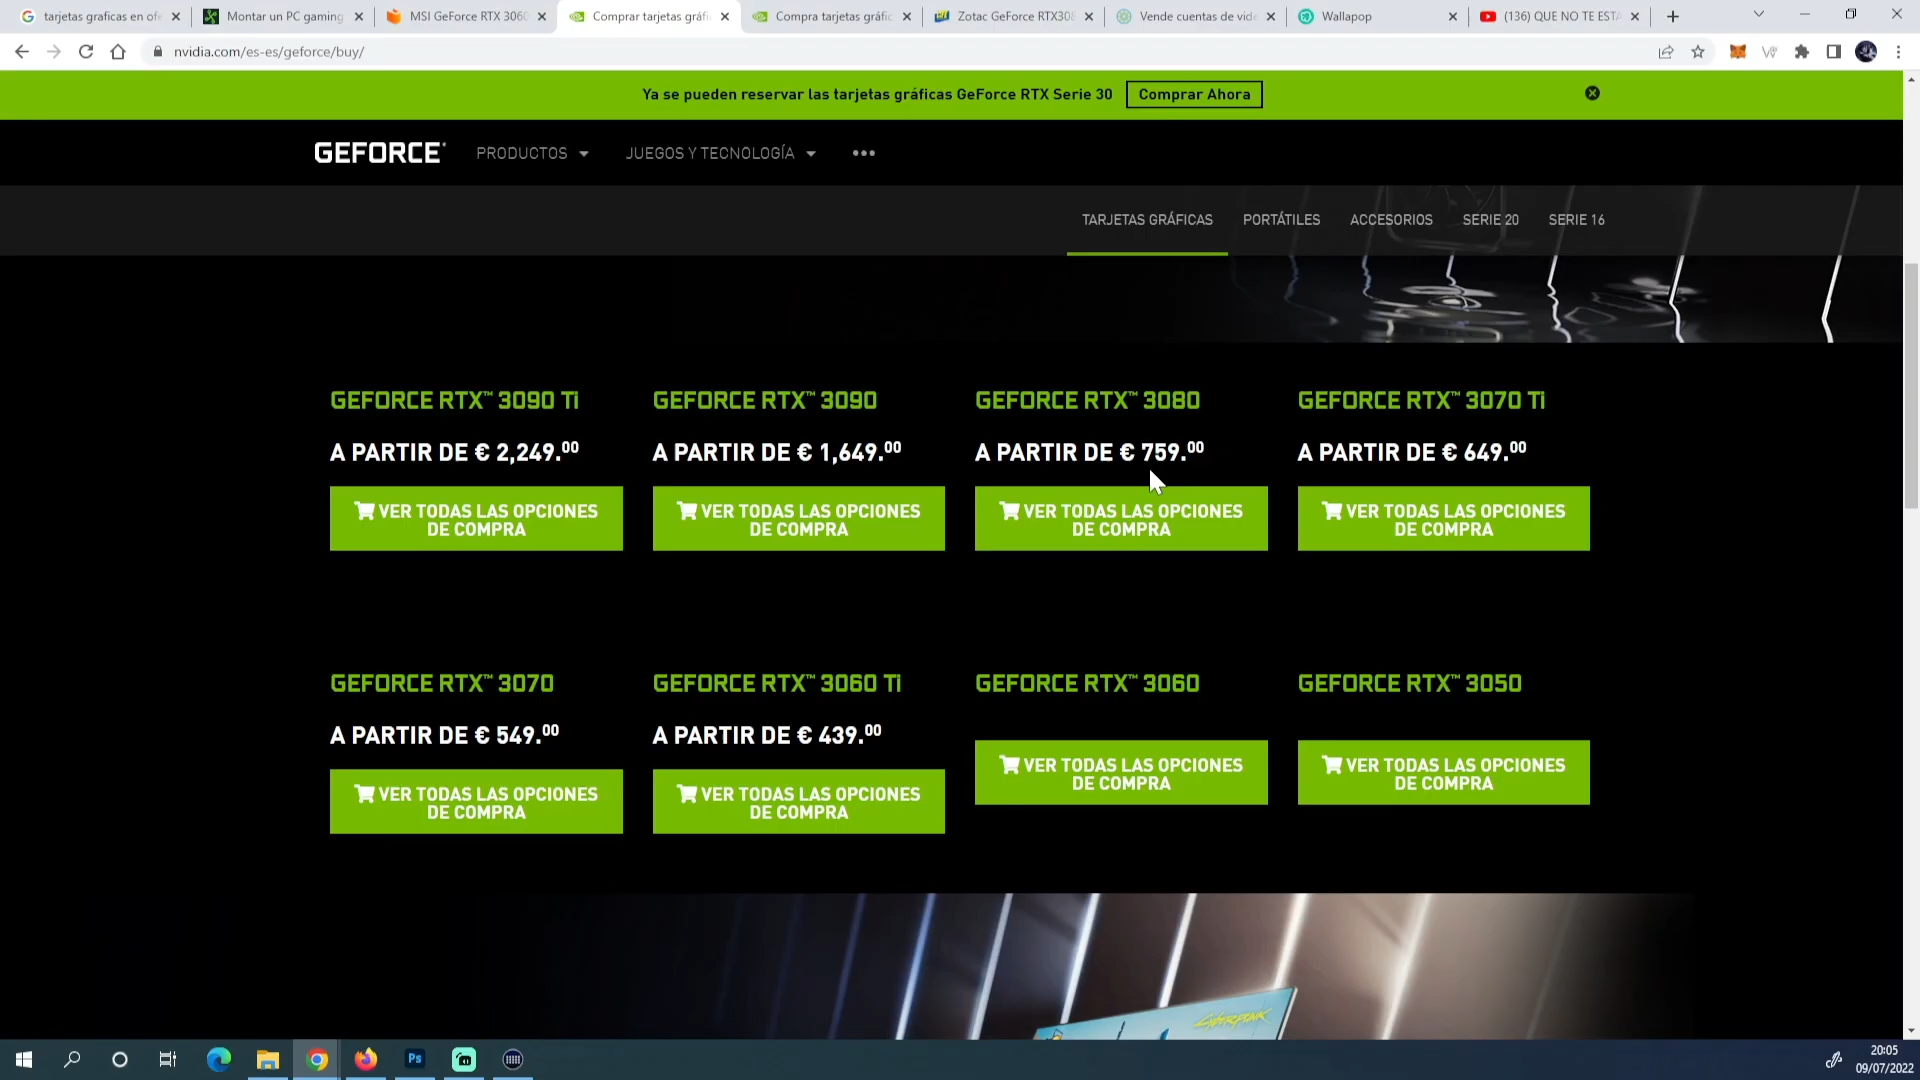 tarjetas graficas en ofe
Montar un PC gaming
MSI GeForce RTX 3060
Comprar tarjetas gráfi
Compra tarjetas gráfic
Zotac GeForce RTX308
Vende cuentas de vide
Wallapop
(136) QUE NO TE ESTA
nvidia.com/es-es/geforce/buy/
Ya se pueden reservar las tarjetas gráficas GeForce RTX Serie 30
Comprar Ahora
GEFORCE
PRODUCTOS
JUEGOS Y TECNOLOGÍA
TARJETAS GRÁFICAS
PORTÁTILES
ACCESORIOS
SERIE 20
SERIE 16
GEFORCE RTX™ 3090 Ti
A PARTIR DE € 2,249.00
VER TODAS LAS OPCIONES
DE COMPRA
GEFORCE RTX™ 3090
A PARTIR DE € 1,649.00
VER TODAS LAS OPCIONES
DE COMPRA
GEFORCE RTX™ 3080
A PARTIR DE € 759.00
VER TODAS LAS OPCIONES
DE COMPRA
GEFORCE RTX™ 3070 Ti
A PARTIR DE € 649.00
VER TODAS LAS OPCIONES
DE COMPRA
GEFORCE RTX™ 3070
A PARTIR DE € 549.00
VER TODAS LAS OPCIONES
DE COMPRA
GEFORCE RTX™ 3060 Ti
A PARTIR DE € 439.00
VER TODAS LAS OPCIONES
DE COMPRA
GEFORCE RTX™ 3060
VER TODAS LAS OPCIONES
DE COMPRA
GEFORCE RTX™ 3050
VER TODAS LAS OPCIONES
DE COMPRA
Cyberpunk
Ps
20:05
09/07/2022